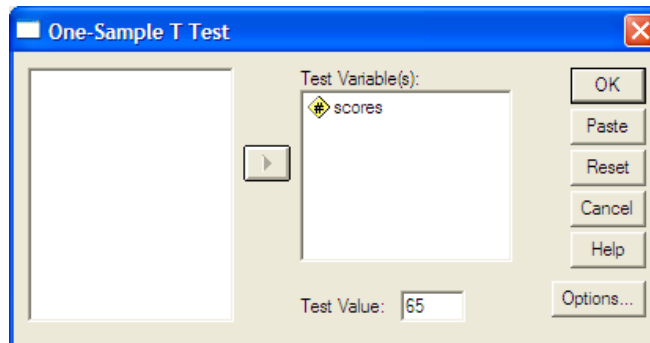 One-Sample T Test
Test Variable(s):
# scores
OK
Paste
Reset
Cancel
Help
Test Value: 65
Options...